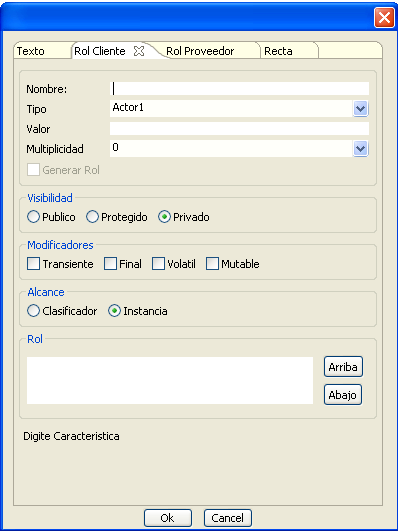 Texto Rol Cliente Rol Proveedor Recta
Nombre:
Tipo Actor1
Valor
Multiplicidad 0
Generar Rol
Visibilidad
Publico Protegido Privado
Modificadores
Transiente Final Volatil Mutable
Alcance
Clasificador Instancia
Rol
Arriba
Abajo
Digite Caracteristica
Ok Cancel